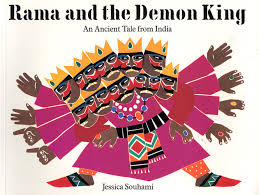 Rama and the Demon King
An Ancient Tale from India
Jessica Souhami